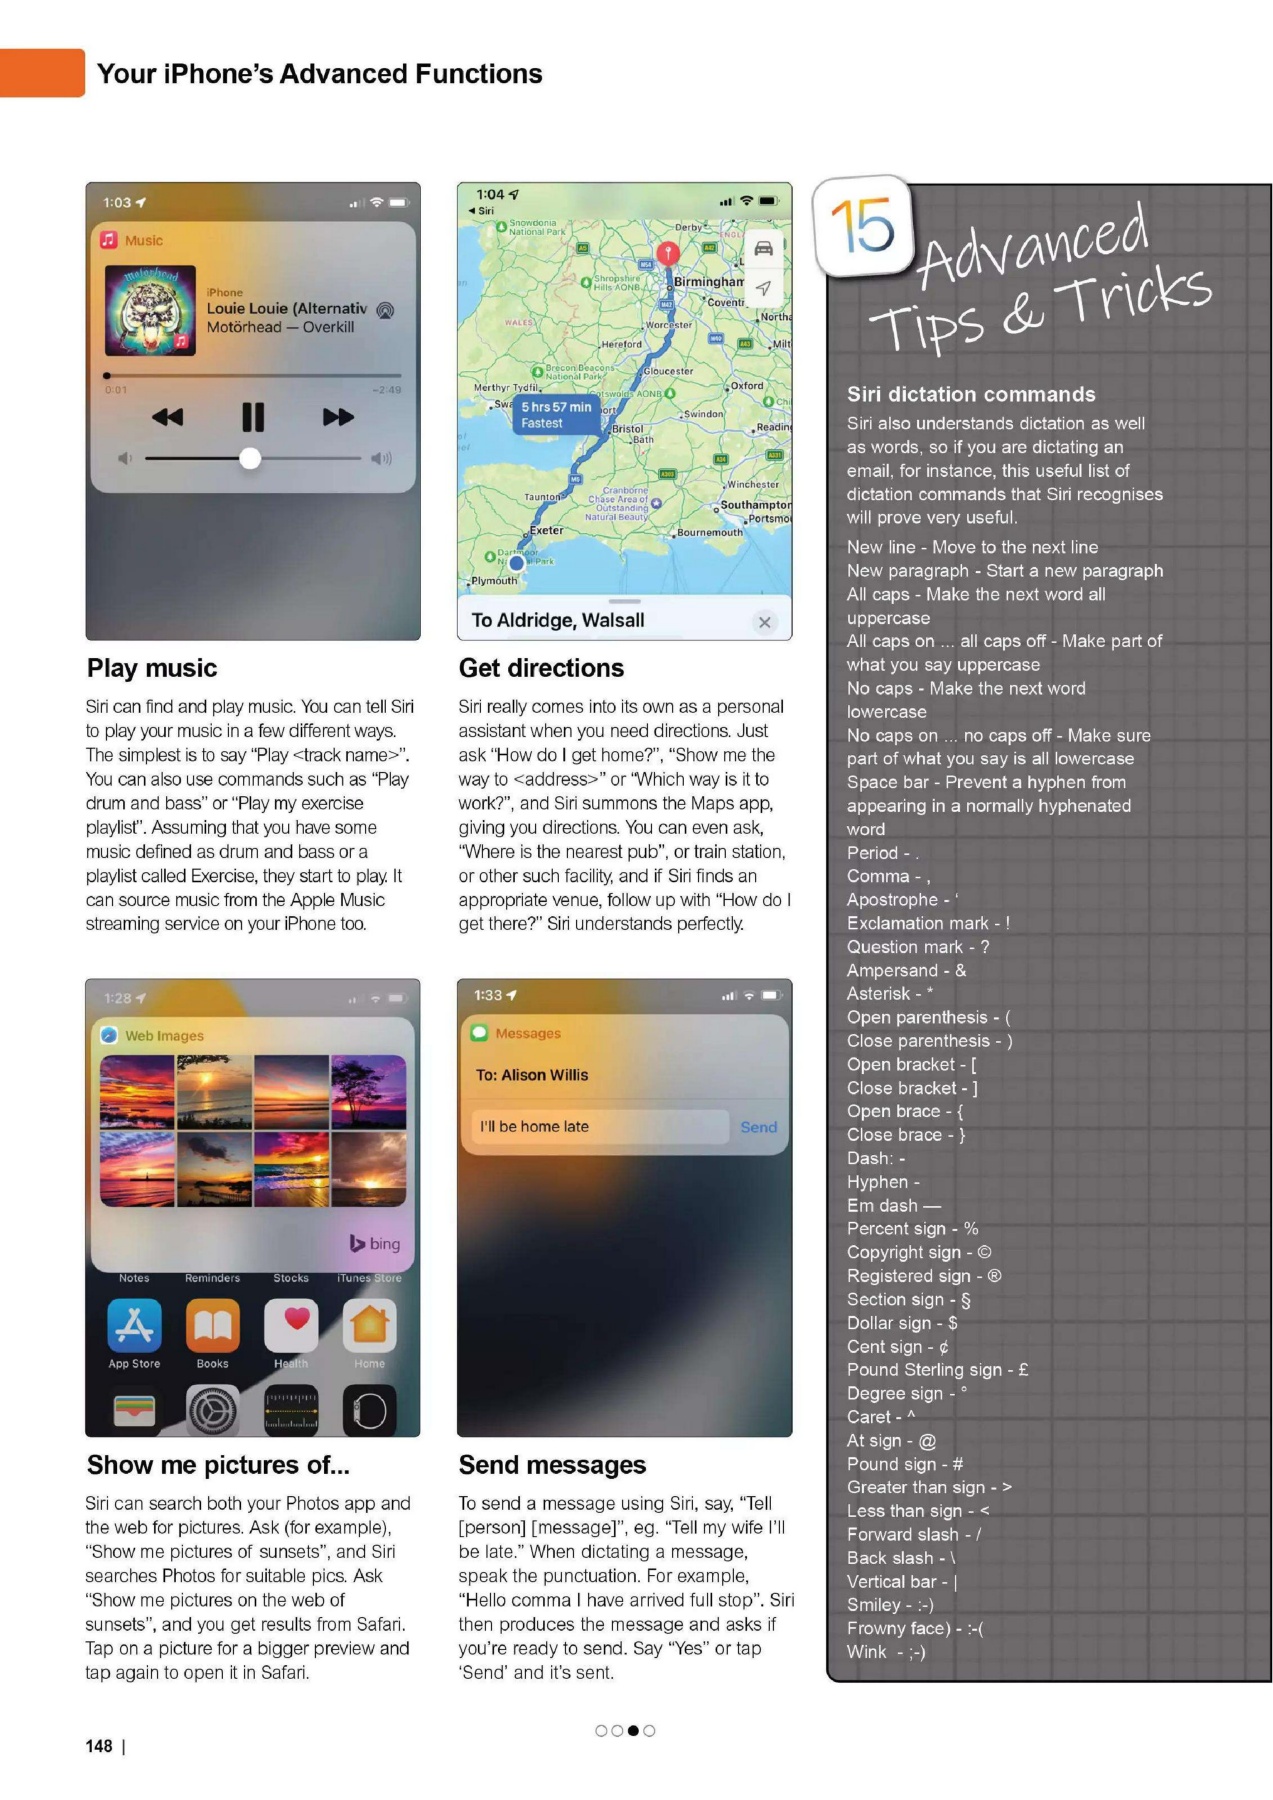 Your iPhone’s Advanced Functions
1:03
Music
iPhone
Louie Louie (Alternativ
Motörhead — Overkill
0:01
-2:49
Play music
Siri can find and play music. You can tell Siri
to play your music in a few different ways.
The simplest is to say “Play <track name>”.
You can also use commands such as “Play
drum and bass” or “Play my exercise
playlist”. Assuming that you have some
music defined as drum and bass or a
playlist called Exercise, they start to play. It
can source music from the Apple Music
streaming service on your iPhone too.
1:04
◄ Siri
Snowdonia
National Park
Derby
Shropshire
Hills AONB
Birmingham
Coventr
WALES
Worcester
Northa
Hereford
Milt
Brecon Beacons
National Park
Gloucester
Merthyr Tydfil
Cotswolds AONB
Oxford
Swa
5 hrs 57 min
Fastest
port
Swindon
Bristol
Bath
Reading
Winchester
Taunton
Cranborne
Chase Area of
Outstanding
Natural Beauty
Southampton
Portsmo
Exeter
Bournemouth
Dartmoor
Plymouth
To Aldridge, Walsall
Get directions
Siri really comes into its own as a personal
assistant when you need directions. Just
ask “How do I get home?”, “Show me the
way to <address>” or “Which way is it to
work?”, and Siri summons the Maps app,
giving you directions. You can even ask,
“Where is the nearest pub”, or train station,
or other such facility, and if Siri finds an
appropriate venue, follow up with “How do I
get there?” Siri understands perfectly.
1:28
Web Images
bing
Notes Reminders Stocks iTunes Store
App Store Books Health Home
Show me pictures of...
Siri can search both your Photos app and
the web for pictures. Ask (for example),
“Show me pictures of sunsets”, and Siri
searches Photos for suitable pics. Ask
“Show me pictures on the web of
sunsets”, and you get results from Safari.
Tap on a picture for a bigger preview and
tap again to open it in Safari.
1:33
Messages
To: Alison Willis
I'll be home late
Send
Send messages
To send a message using Siri, say, “Tell
[person] [message]”, eg. “Tell my wife I’ll
be late.” When dictating a message,
speak the punctuation. For example,
“Hello comma I have arrived full stop”. Siri
then produces the message and asks if
you’re ready to send. Say “Yes” or tap
‘Send’ and it’s sent.
15
Advanced
Tips & Tricks
Siri dictation commands
Siri also understands dictation as well
as words, so if you are dictating an
email, for instance, this useful list of
dictation commands that Siri recognises
will prove very useful.
New line - Move to the next line
New paragraph - Start a new paragraph
All caps - Make the next word all
uppercase
All caps on ... all caps off - Make part of
what you say uppercase
No caps - Make the next word
lowercase
No caps on ... no caps off - Make sure
part of what you say is all lowercase
Space bar - Prevent a hyphen from
appearing in a normally hyphenated
word
Period - .
Comma - ,
Apostrophe - ‘
Exclamation mark - !
Question mark - ?
Ampersand - &
Asterisk - *
Open parenthesis - (
Close parenthesis - )
Open bracket - [
Close bracket - ]
Open brace - {
Close brace - }
Dash: -
Hyphen -
Em dash —
Percent sign - %
Copyright sign - ©
Registered sign - ®
Section sign - §
Dollar sign - $
Cent sign - ¢
Pound Sterling sign - £
Degree sign - °
Caret - ^
At sign - @
Pound sign - #
Greater than sign - >
Less than sign - <
Forward slash - /
Back slash - \
Vertical bar - |
Smiley - :-)
Frowny face) - :-(
Wink - ;-)
148 |